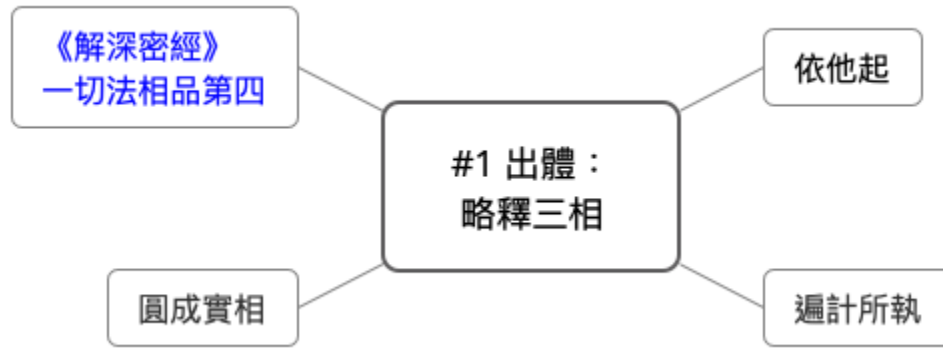 《解深密經》
一切法相品第四
依他起
#1 出體：
略釋三相
圓成實相
遍計所執